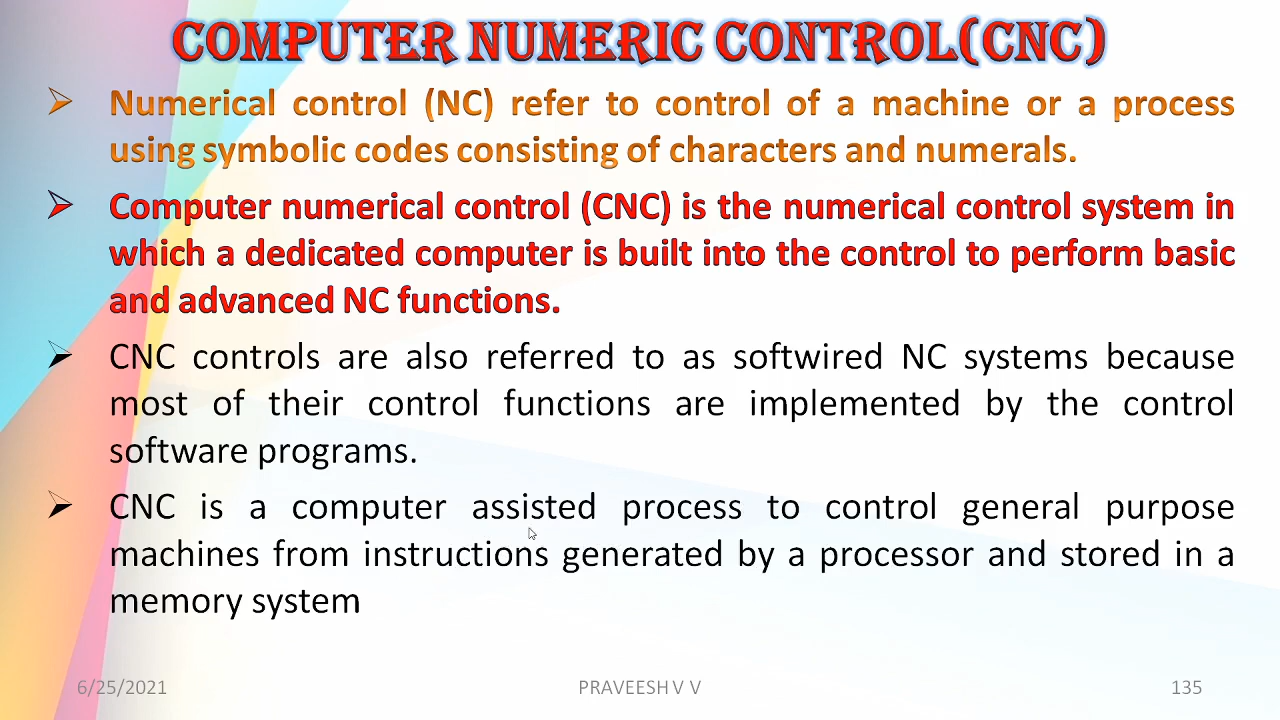 COMPUTER NUMERIC CONTROL(CNC)
Numerical control (NC) refer to control of a machine or a process
using symbolic codes consisting of characters and numerals.
Computer numerical control (CNC) is the numerical control system in
which a dedicated computer is built into the control to perform basic
and advanced NC functions.
CNC controls are also referred to as softwired NC systems because
most of their control functions are implemented by the control
software programs.
CNC is a computer assisted process to control general purpose
machines from instructions generated by a processor and stored in a
memory system
6/25/2021
PRAVEESH V V
135